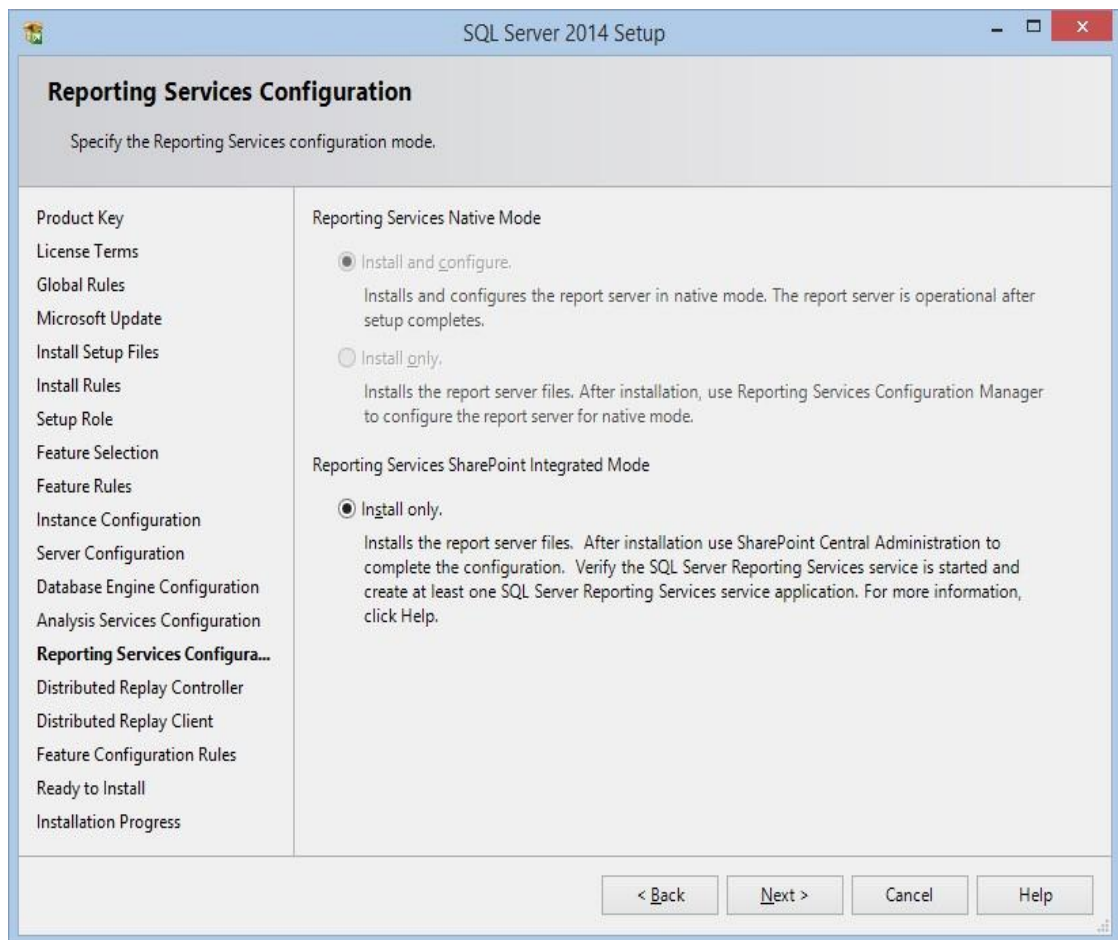 SQL Server 2014 Setup
Reporting Services Configuration
Specify the Reporting Services configuration mode.
Product Key
License Terms
Global Rules
Microsoft Update
Install Setup Files
Install Rules
Setup Role
Feature Selection
Feature Rules
Instance Configuration
Server Configuration
Database Engine Configuration
Analysis Services Configuration
Reporting Services Configura...
Distributed Replay Controller
Distributed Replay Client
Feature Configuration Rules
Ready to Install
Installation Progress
Reporting Services Native Mode
Install and configure.
Installs and configures the report server in native mode. The report server is operational after
setup completes.
Install only.
Installs the report server files. After installation, use Reporting Services Configuration Manager
to configure the report server for native mode.
Reporting Services SharePoint Integrated Mode
Install only.
Installs the report server files. After installation use SharePoint Central Administration to
complete the configuration. Verify the SQL Server Reporting Services service is started and
create at least one SQL Server Reporting Services service application. For more information,
click Help.
< Back
Next >
Cancel
Help